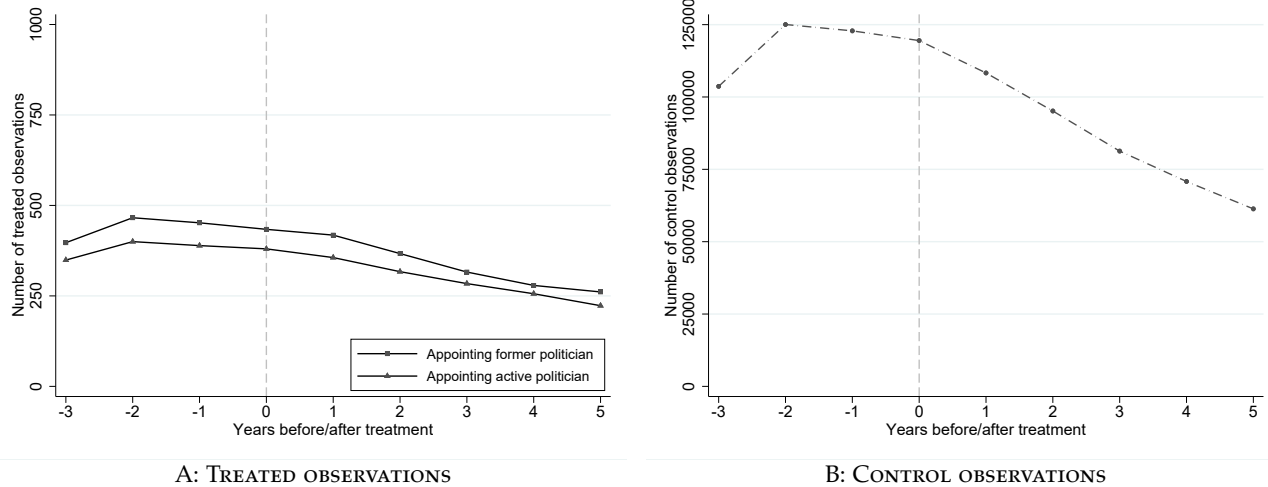 Number of treated observations
1000
750
500
250
0
-3 -2 -1 0 1 2 3 4 5
Years before/after treatment
Appointing former politician
Appointing active politician
A: Treated observations
Number of control observations
125000
100000
75000
50000
25000
0
-3 -2 -1 0 1 2 3 4 5
Years before/after treatment
B: Control observations